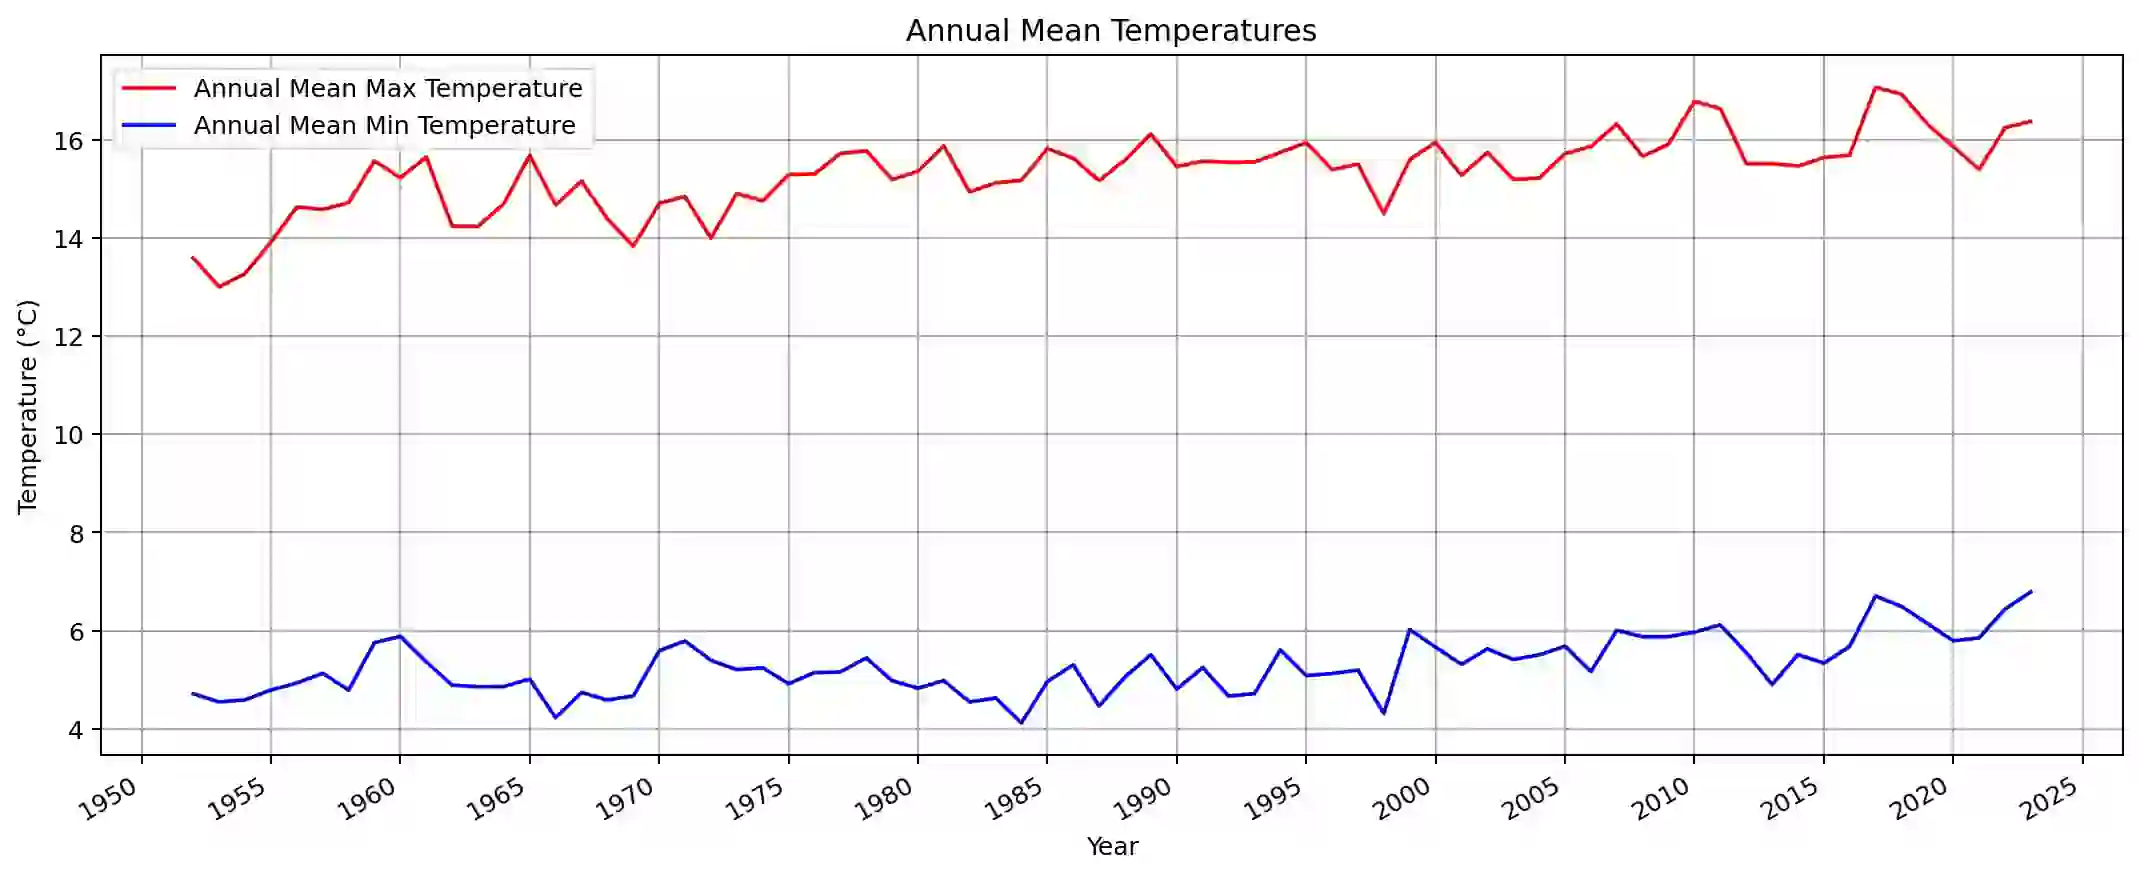 Annual Mean Temperatures
Annual Mean Max Temperature
Annual Mean Min Temperature
Temperature (°C)
16
14
12
10
8
6
4
1950 1955 1960 1965 1970 1975 1980 1985 1990 1995 2000 2005 2010 2015 2020 2025
Year